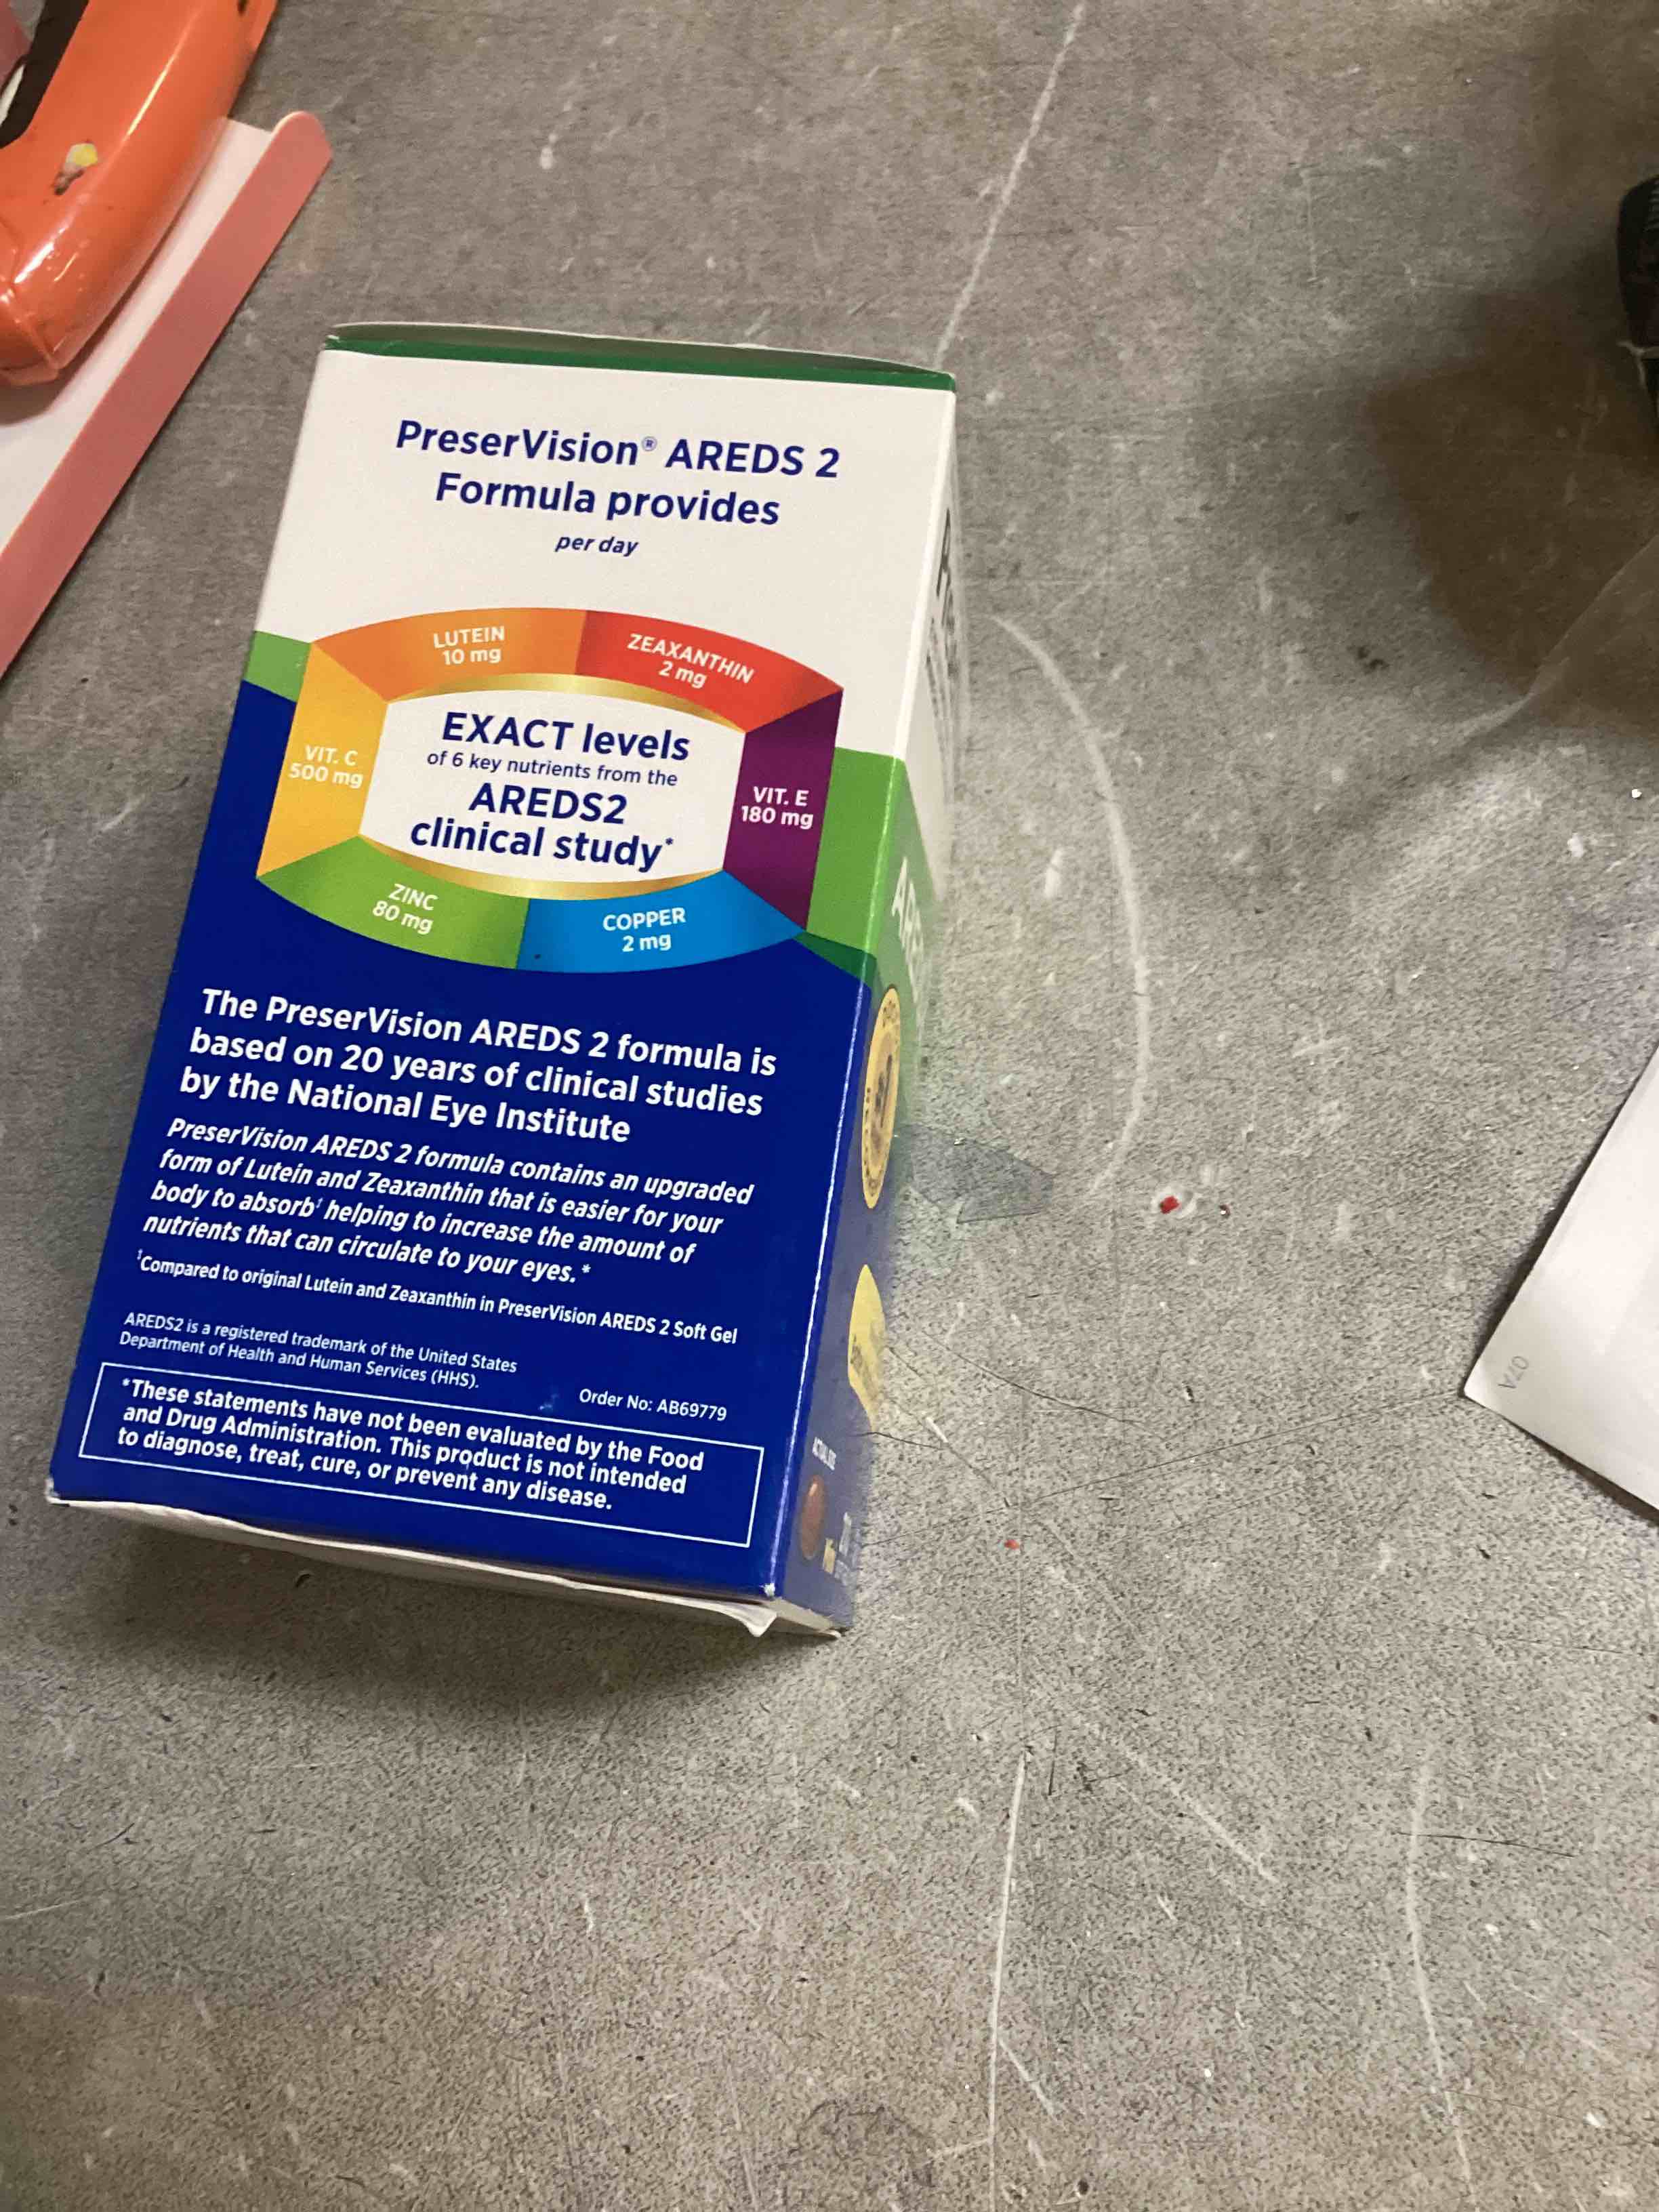 PreserVision® AREDS 2
Formula provides
per day
LUTEIN
10 mg
ZEAXANTHIN
2 mg
VIT. C
500 mg
EXACT levels
of 6 key nutrients from the
AREDS2
clinical study*
VIT. E
180 mg
ZINC
80 mg
COPPER
2 mg
The PreserVision AREDS 2 formula is
based on 20 years of clinical studies
by the National Eye Institute
PreserVision AREDS 2 formula contains an upgraded
form of Lutein and Zeaxanthin that is easier for your
body to absorb† helping to increase the amount of
nutrients that can circulate to your eyes.*
†Compared to original Lutein and Zeaxanthin in PreserVision AREDS 2 Soft Gel
AREDS2 is a registered trademark of the United States
Department of Health and Human Services (HHS).
Order No: AB69779
*These statements have not been evaluated by the Food
and Drug Administration. This product is not intended
to diagnose, treat, cure, or prevent any disease.
ACTUAL SIZE